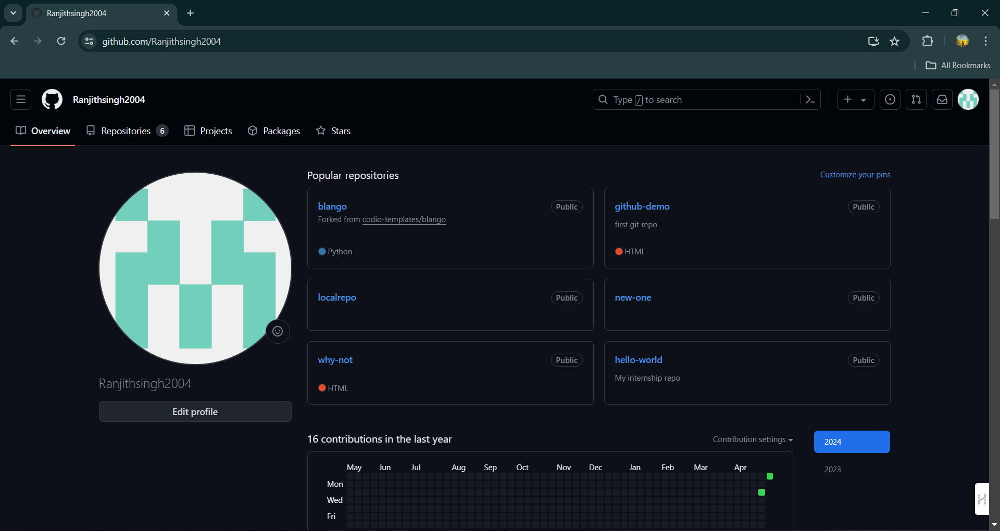 Ranjithsingh2004
github.com/Ranjithsingh2004
All Bookmarks
Ranjithsingh2004
Type / to search
Overview
Repositories 6
Projects
Packages
Stars
Popular repositories
Customize your pins
blango
Public
Forked from codio-templates/blango
Python
github-demo
Public
first git repo
HTML
localrepo
Public
new-one
Public
why-not
Public
HTML
hello-world
Public
My internship repo
Ranjithsingh2004
Edit profile
16 contributions in the last year
Contribution settings
2024
2023
May Jun Jul Aug Sep Oct Nov Dec Jan Feb Mar Apr
Mon
Wed
Fri